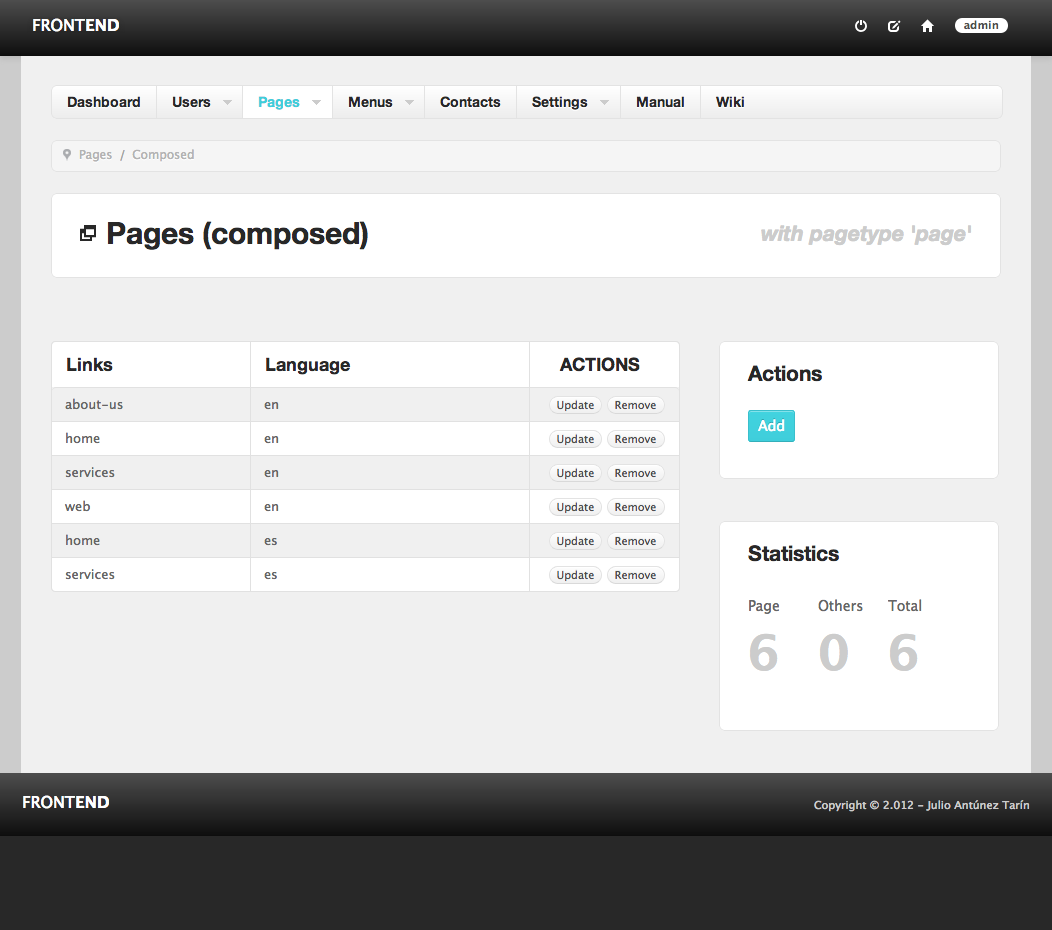 FRONTEND admin
Dashboard Users Pages Menus Contacts Settings Manual Wiki
Pages / Composed
Pages (composed) with pagetype 'page'
Links Language ACTIONS
about-us en Update Remove
home en Update Remove
services en Update Remove
web en Update Remove
home es Update Remove
services es Update Remove
Actions
Add
Statistics
Page Others Total
6 0 6
FRONTEND Copyright © 2.012 - Julio Antúnez Tarín